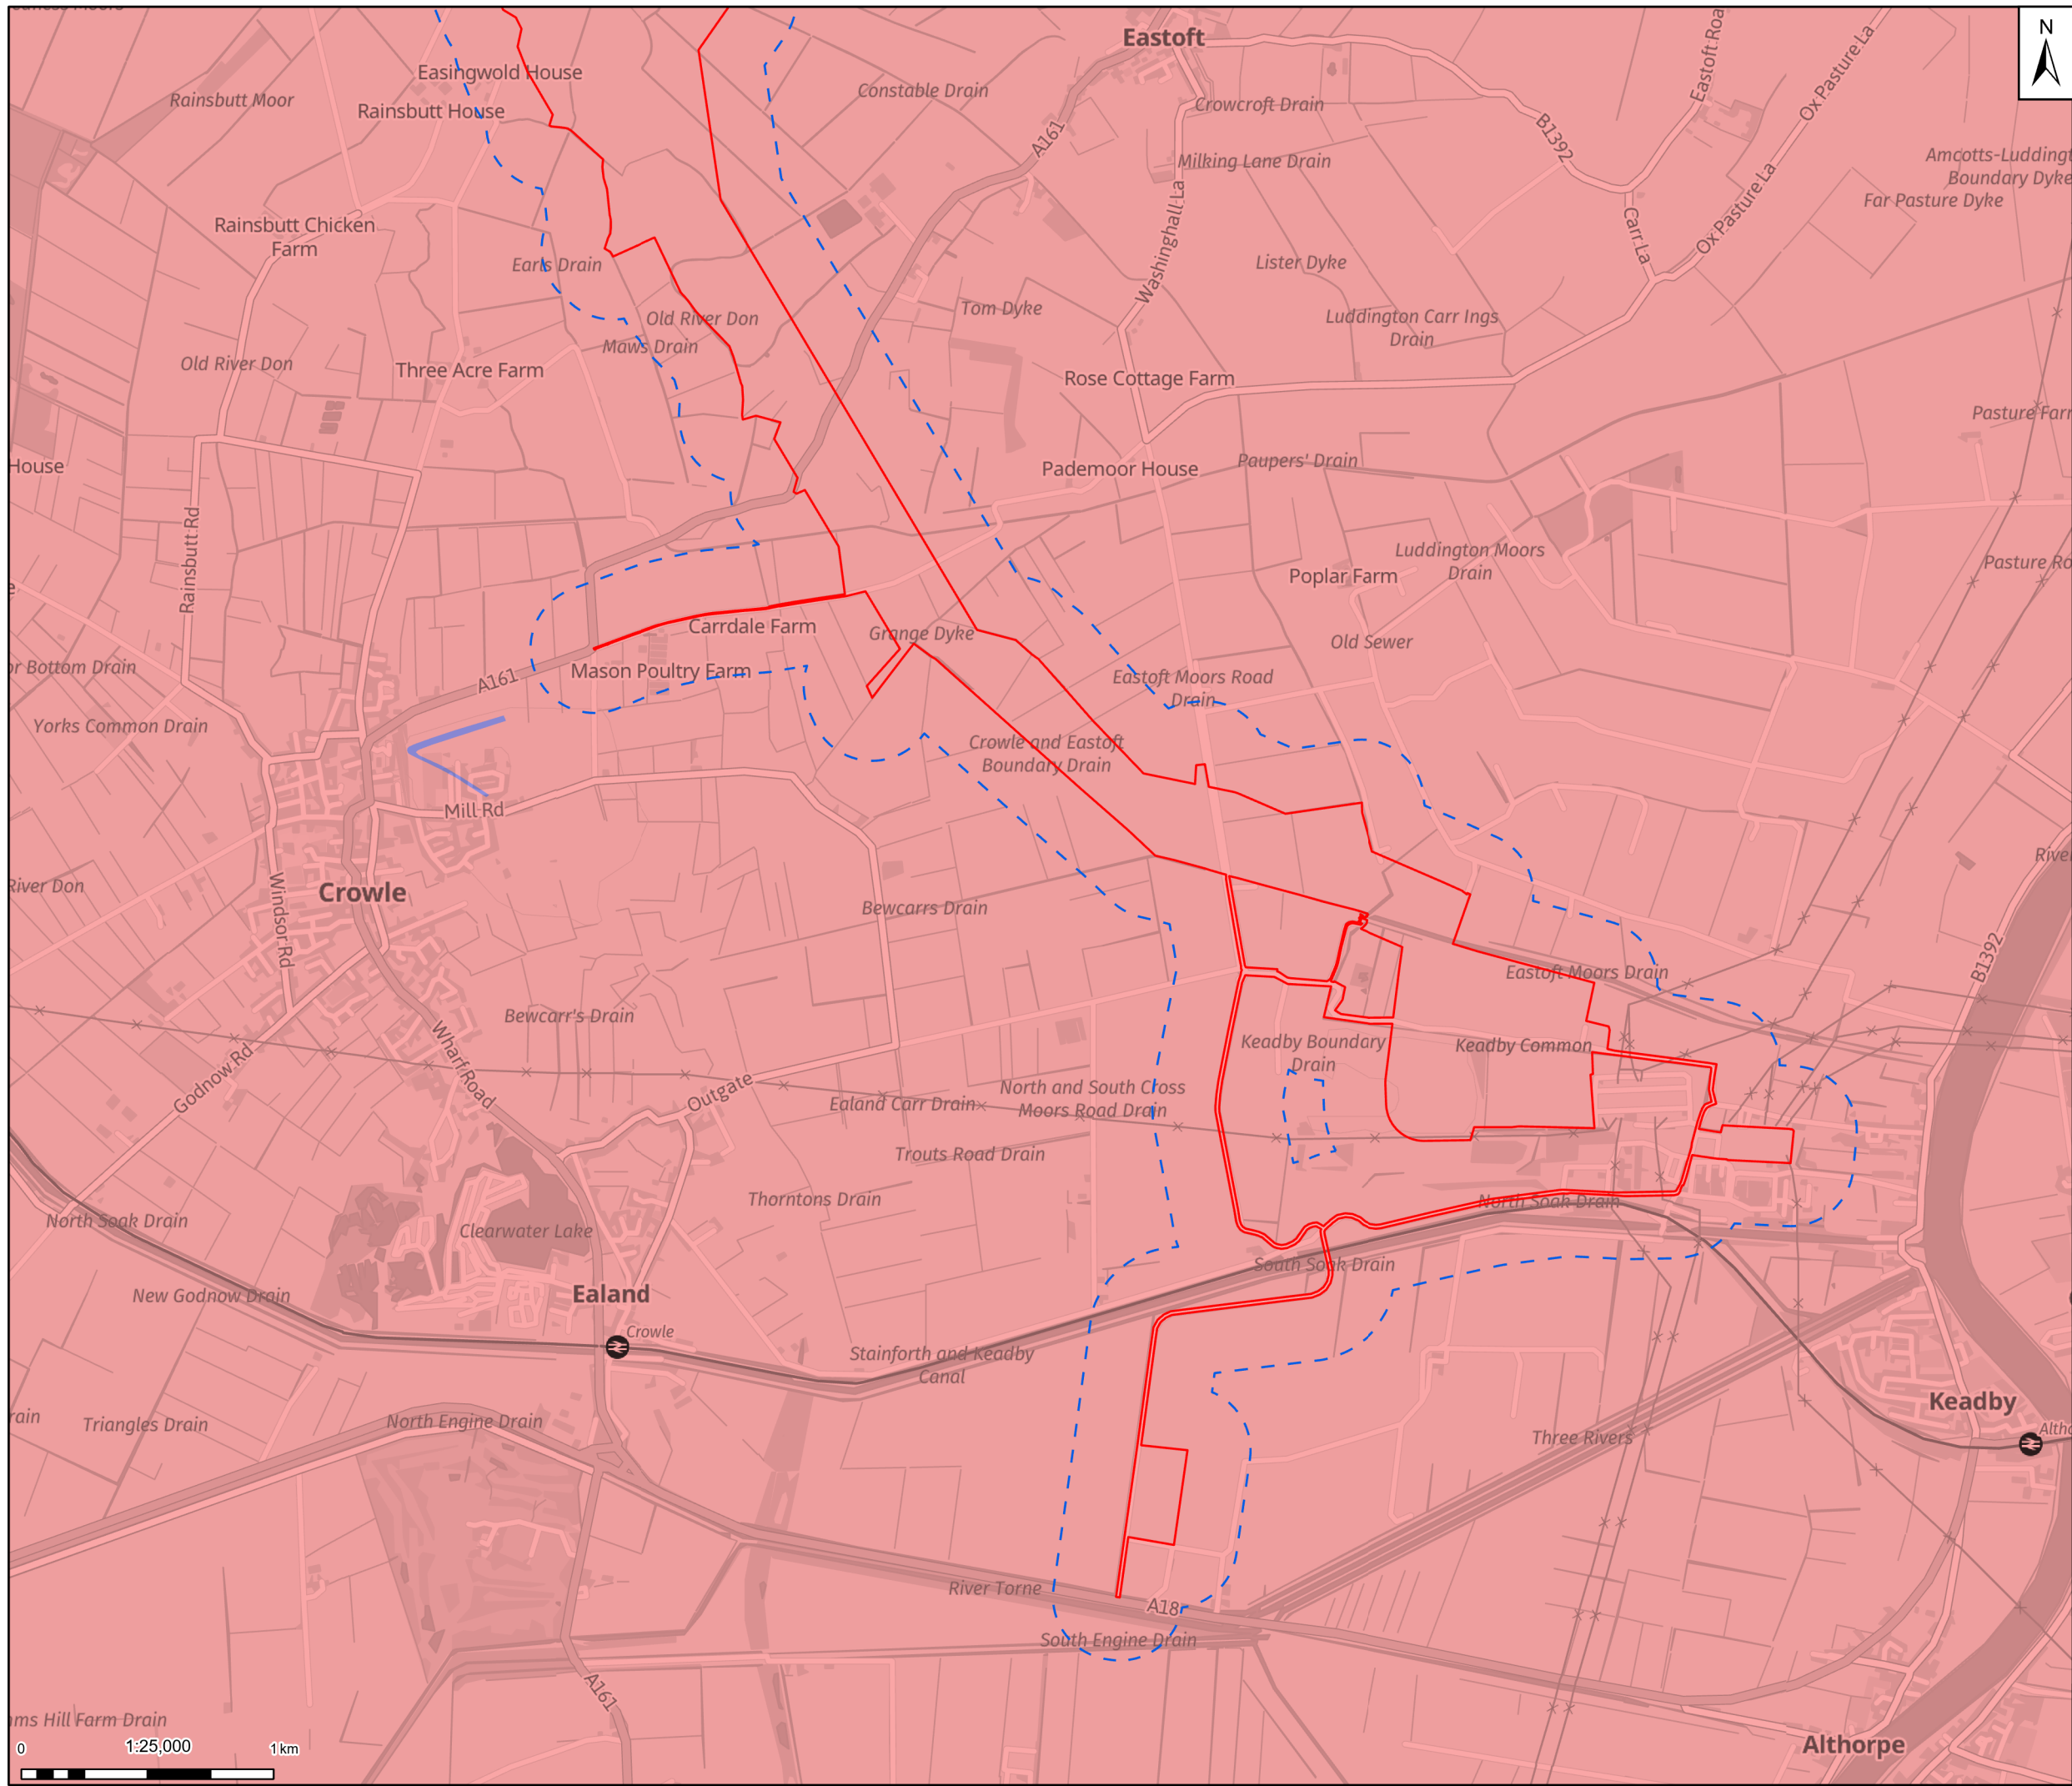 N
Eastoft
Easingwold House
Rainsbutt Moor
Rainsbutt House
Constable Drain
Crowcroft Drain
A161
B1392
Eastoft Roa
Ox Pasture La
Milking Lane Drain
Amcotts-Luddingt
Boundary Dyke
Far Pasture Dyke
Rainsbutt Chicken
Farm
Washinghall La
Carr La
Ox Pasture La
Earls Drain
Lister Dyke
Old River Don
Tom Dyke
Luddington Carr Ings
Drain
Maws Drain
Old River Don
Three Acre Farm
Rose Cottage Farm
Pasture Farm
House
Pademoor House
Paupers' Drain
Rainsbutt Rd
Luddington Moors
Drain
Poplar Farm
Pasture Ro
Carrdale Farm
Grange Dyke
Old Sewer
or Bottom Drain
Mason Poultry Farm
A161
Eastoft Moors Road
Drain
Yorks Common Drain
Crowle and Eastoft
Boundary Drain
Mill Rd
River
River Don
Crowle
Windsor Rd
Bewcarrs Drain
B1392
Eastoft Moors Drain
Bewcarr's Drain
Keadby Boundary
Drain
Keadby Common
Wharf Road
Godnow Rd
Outgate
North and South Cross
Moors Road Drain
Ealand Carr Drain
Trouts Road Drain
Thorntons Drain
North Soak Drain
North Soak Drain
Clearwater Lake
South Soak Drain
New Godnow Drain
Ealand
Crowle
Stainforth and Keadby
Canal
Keadby
Altho
rain
Triangles Drain
North Engine Drain
Three Rivers
River Torne
A18
South Engine Drain
A161
ms Hill Farm Drain
Althorpe
0
1:25,000
1 km